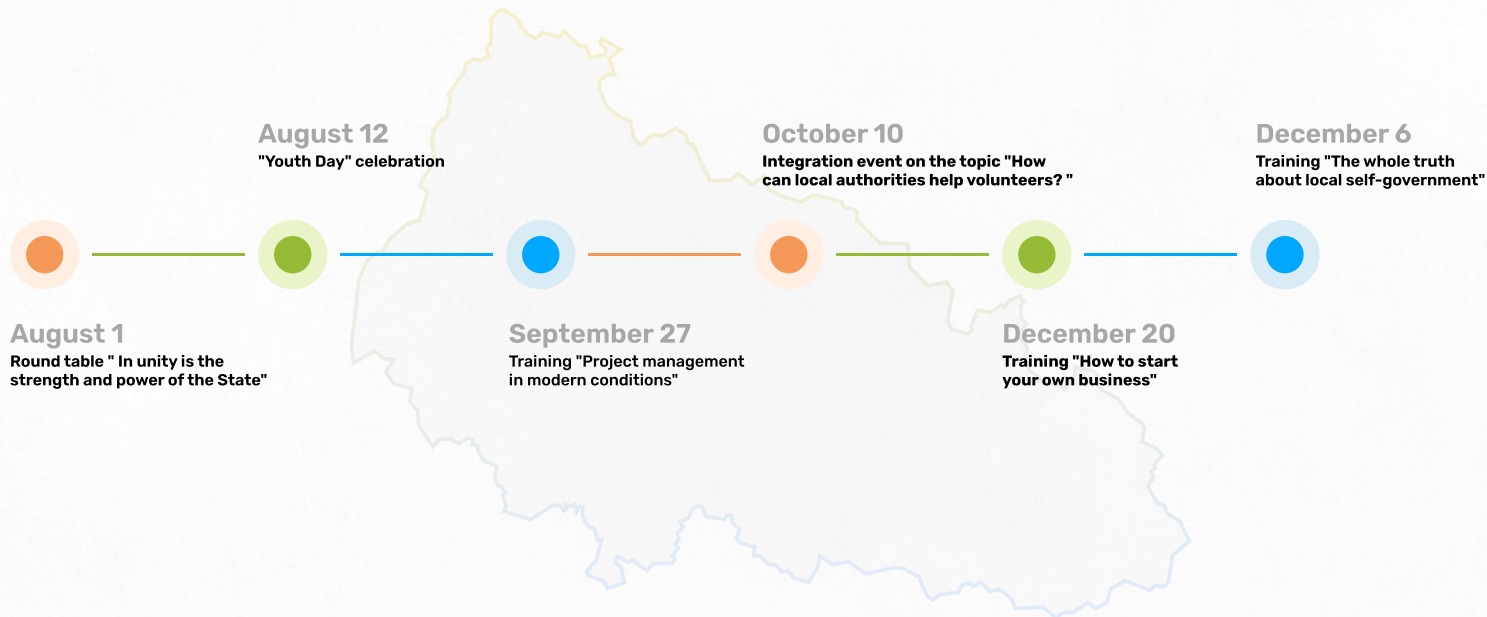 August 12
"Youth Day" celebration
October 10
Integration event on the topic "How
can local authorities help volunteers? "
December 6
Training "The whole truth
about local self-government"
August 1
Round table " In unity is the
strength and power of the State"
September 27
Training "Project management
in modern conditions"
December 20
Training "How to start
your own business"